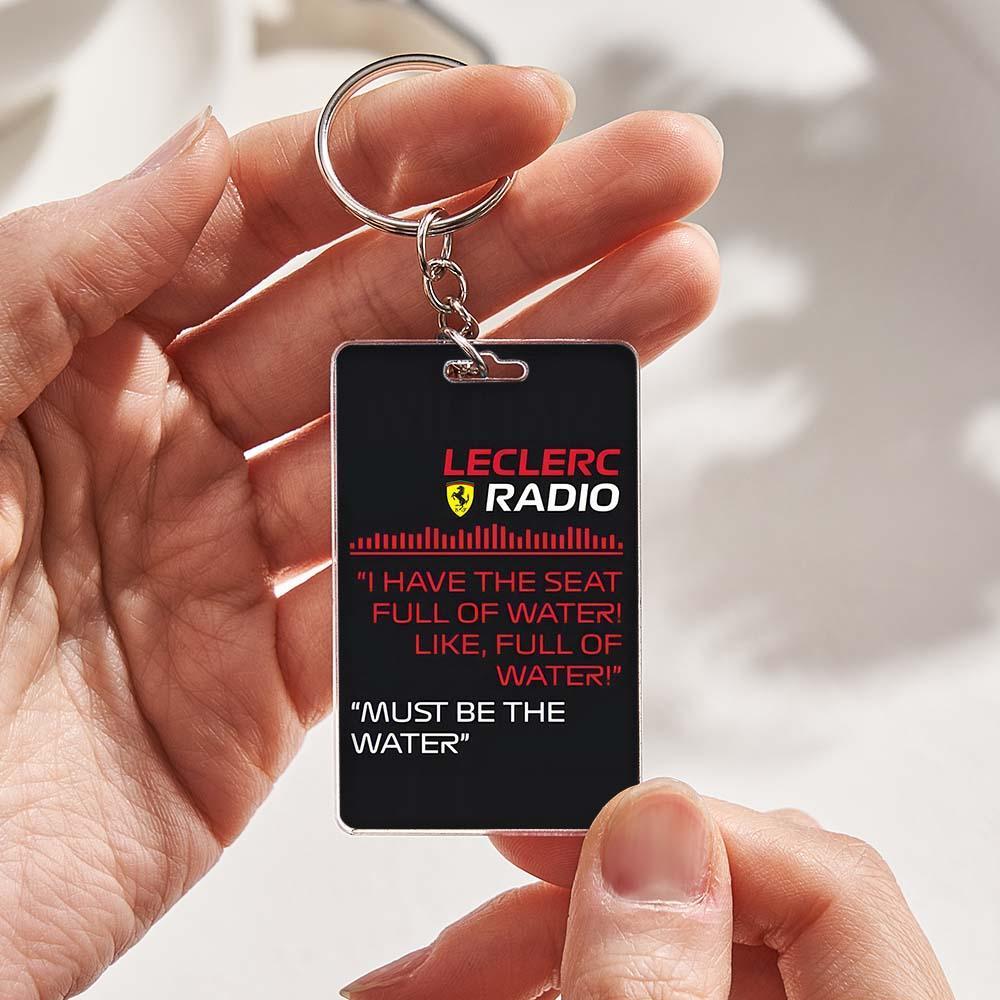 LECLERC
RADIO
"I HAVE THE SEAT
FULL OF WATER!
LIKE, FULL OF
WATER!"
"MUST BE THE
WATER"